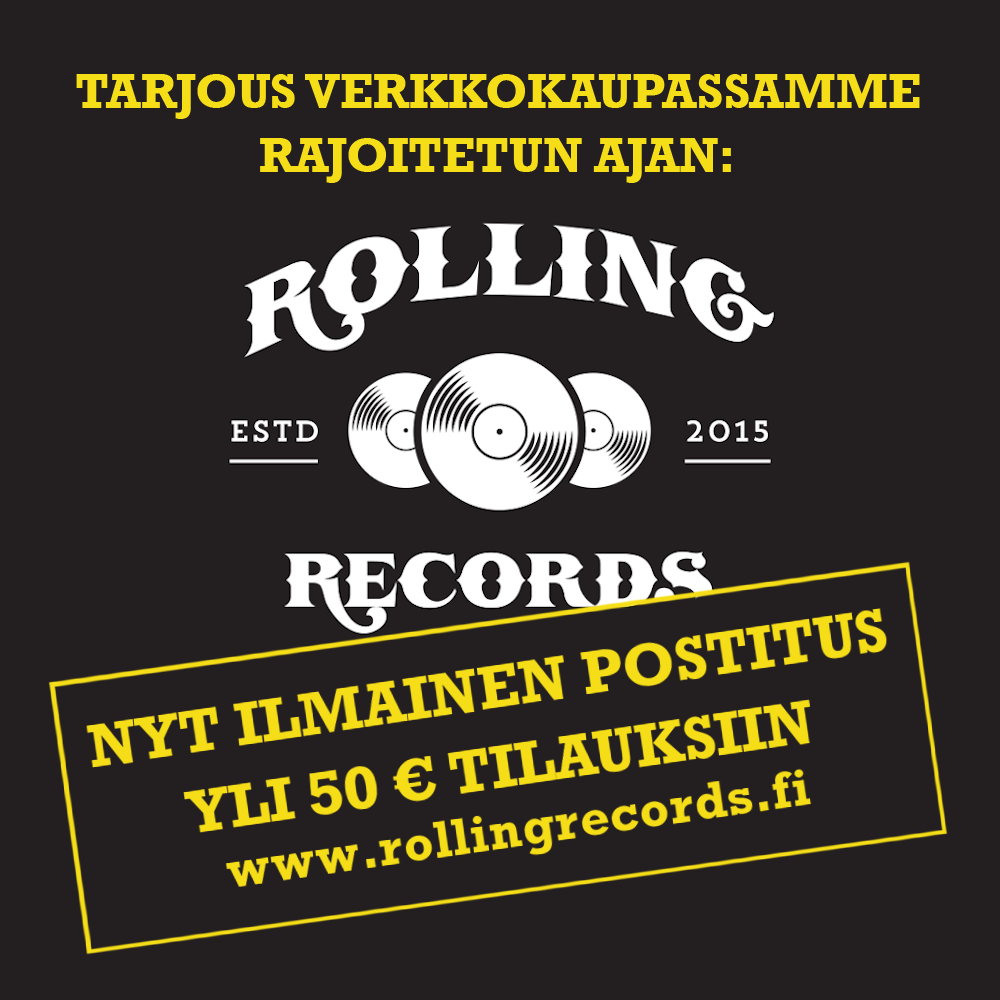 TARJOUS VERKKOKAUPASSAMME
RAJOITETUN AJAN:
ROLLING
ESTD 2015
RECORDS
NYT ILMAINEN POSTITUS
YLI 50 € TILAUKSIIN
www.rollingrecords.fi